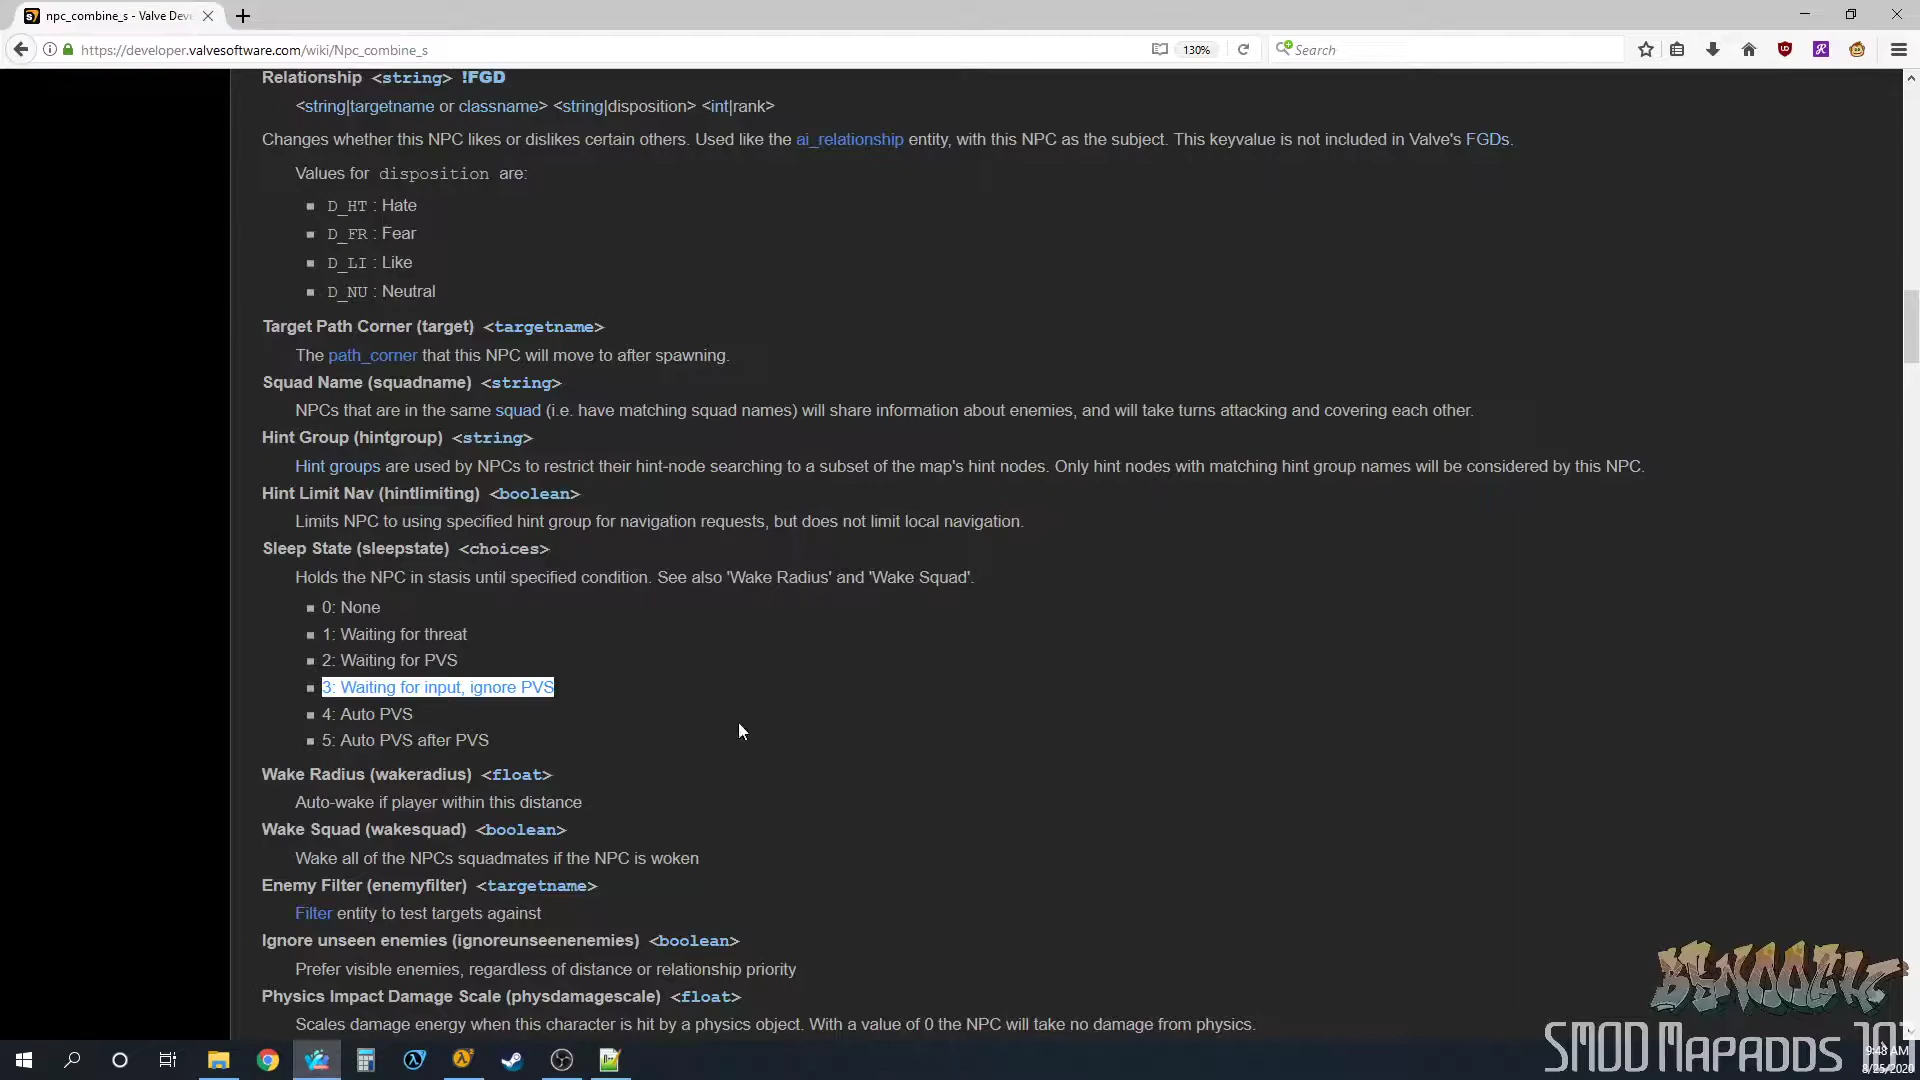 npc_combine_s - Valve Dev
https://developer.valvesoftware.com/wiki/Npc_combine_s
130%
Search
Relationship <string> !FGD
<string|targetname or classname> <string|disposition> <int|rank>
Changes whether this NPC likes or dislikes certain others. Used like the ai_relationship entity, with this NPC as the subject. This keyvalue is not included in Valve's FGDs.
Values for disposition are:
D_HT : Hate
D_FR : Fear
D_LI : Like
D_NU : Neutral
Target Path Corner (target) <targetname>
The path_corner that this NPC will move to after spawning.
Squad Name (squadname) <string>
NPCs that are in the same squad (i.e. have matching squad names) will share information about enemies, and will take turns attacking and covering each other.
Hint Group (hintgroup) <string>
Hint groups are used by NPCs to restrict their hint-node searching to a subset of the map's hint nodes. Only hint nodes with matching hint group names will be considered by this NPC.
Hint Limit Nav (hintlimiting) <boolean>
Limits NPC to using specified hint group for navigation requests, but does not limit local navigation.
Sleep State (sleepstate) <choices>
Holds the NPC in stasis until specified condition. See also 'Wake Radius' and 'Wake Squad'.
0: None
1: Waiting for threat
2: Waiting for PVS
3: Waiting for input, ignore PVS
4: Auto PVS
5: Auto PVS after PVS
Wake Radius (wakeradius) <float>
Auto-wake if player within this distance
Wake Squad (wakesquad) <boolean>
Wake all of the NPCs squadmates if the NPC is woken
Enemy Filter (enemyfilter) <targetname>
Filter entity to test targets against
Ignore unseen enemies (ignoreunseenenemies) <boolean>
Prefer visible enemies, regardless of distance or relationship priority
Physics Impact Damage Scale (physdamagescale) <float>
Scales damage energy when this character is hit by a physics object. With a value of 0 the NPC will take no damage from physics.
SMOD MAPADDS 101
9:48 AM
8/25/2020